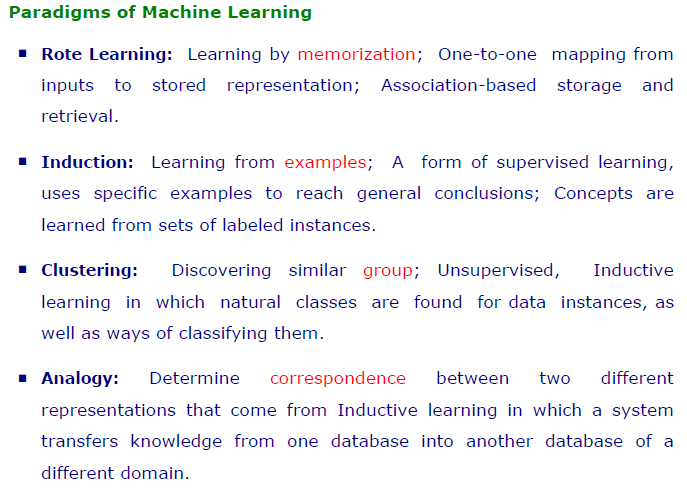 Paradigms of Machine Learning
▪ Rote Learning: Learning by memorization; One-to-one mapping from
inputs to stored representation; Association-based storage and
retrieval.
▪ Induction: Learning from examples; A form of supervised learning,
uses specific examples to reach general conclusions; Concepts are
learned from sets of labeled instances.
▪ Clustering: Discovering similar group; Unsupervised, Inductive
learning in which natural classes are found for data instances, as
well as ways of classifying them.
▪ Analogy: Determine correspondence between two different
representations that come from Inductive learning in which a system
transfers knowledge from one database into another database of a
different domain.